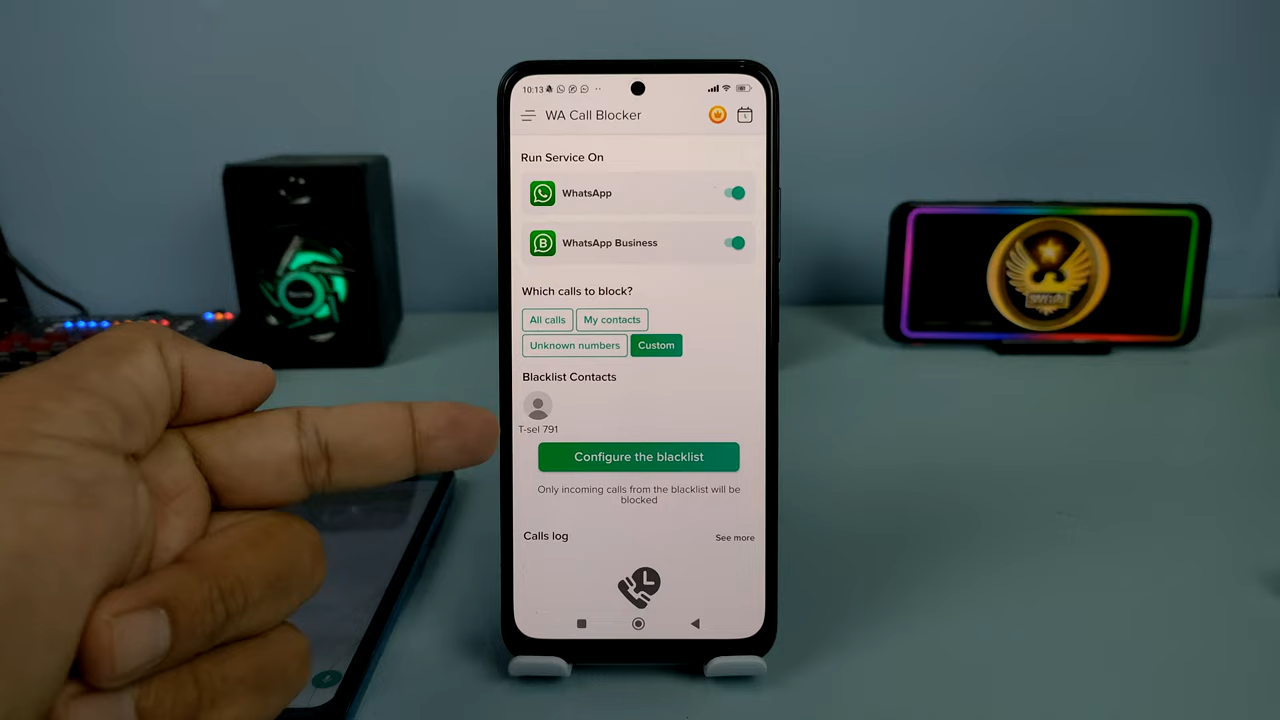 10:13
WA Call Blocker
Run Service On
WhatsApp
WhatsApp Business
Which calls to block?
All calls
My contacts
Unknown numbers
Custom
Blacklist Contacts
T-sel 791
Configure the blacklist
Only incoming calls from the blacklist will be
blocked
Calls log
See more